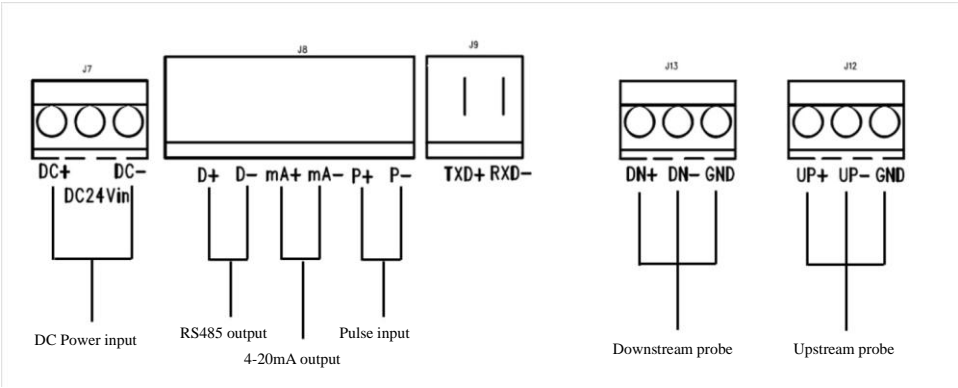 J7
J8
J9
J13
J12
DC+ DC-
DC24Vin
D+ D- mA+ mA- P+ P-
TXD+ RXD-
DN+ DN- GND
UP+ UP- GND
DC Power input
RS485 output
4-20mA output
Pulse input
Downstream probe
Upstream probe